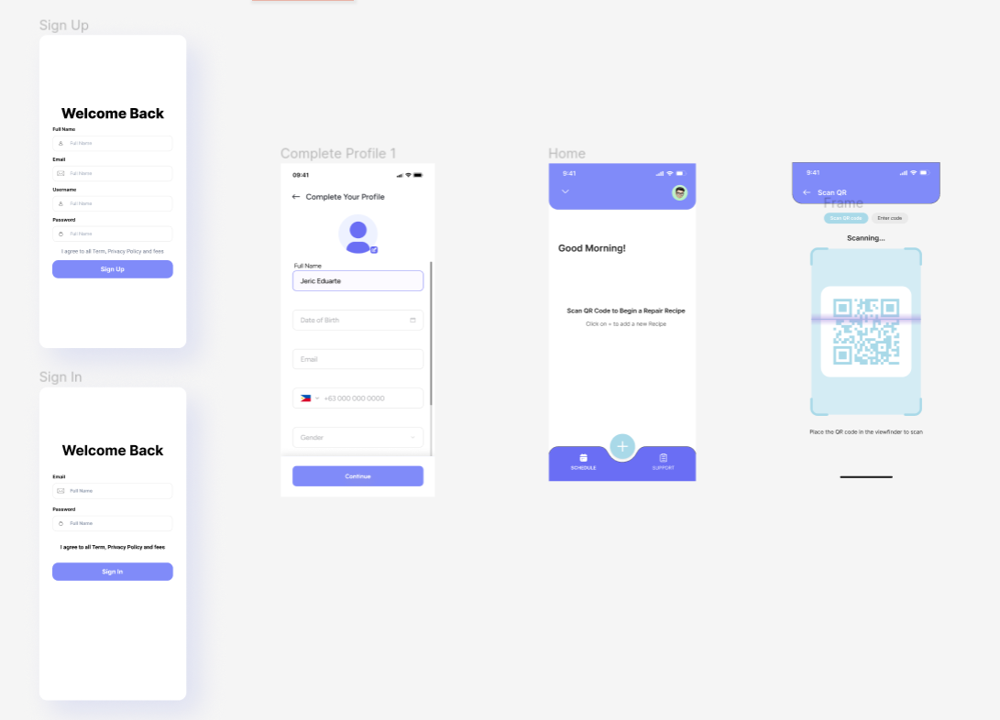 Sign Up
Welcome Back
Full Name
Full Name
Email
Full Name
Username
Full Name
Password
Full Name
I agree to all Term, Privacy Policy and fees
Sign Up
Sign In
Welcome Back
Email
Full Name
Password
Full Name
I agree to all Term, Privacy Policy and fees
Sign In
Complete Profile 1
09:41
Complete Your Profile
Full Name
Jeric Eduarte
Date of Birth
Email
+63 000 000 0000
Gender
Continue
Home
9:41
Good Morning!
Scan QR Code to Begin a Repair Recipe
Click on + to add a new Recipe
SCHEDULE
SUPPORT
9:41
Scan QR
Frame
Scan QR code
Enter code
Scanning...
Place the QR code in the viewfinder to scan